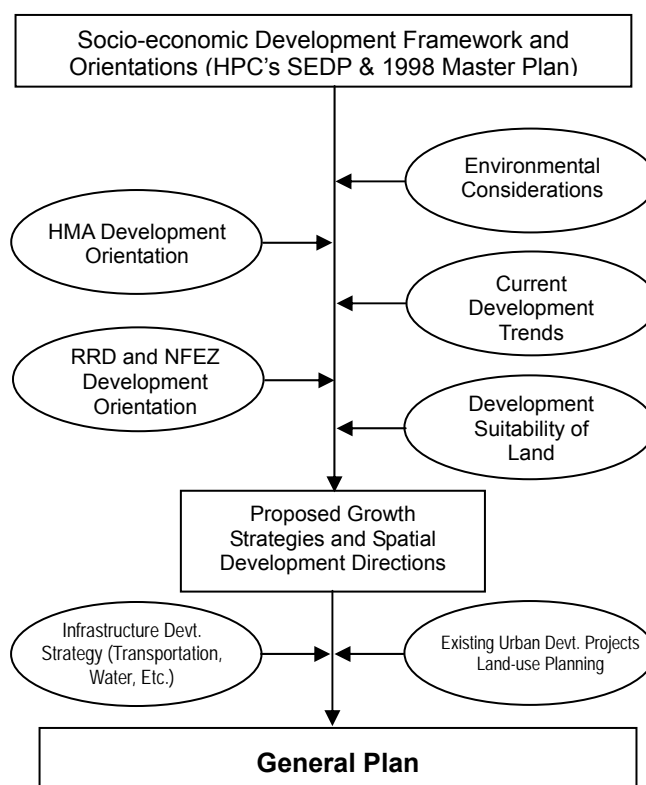 Socio-economic Development Framework and
Orientations (HPC's SEDP & 1998 Master Plan)
Environmental
Considerations
HMA Development
Orientation
Current
Development
Trends
RRD and NFEZ
Development
Orientation
Development
Suitability of
Land
Proposed Growth
Strategies and Spatial
Development Directions
Infrastructure Devt.
Strategy (Transportation,
Water, Etc.)
Existing Urban Devt. Projects
Land-use Planning
General Plan